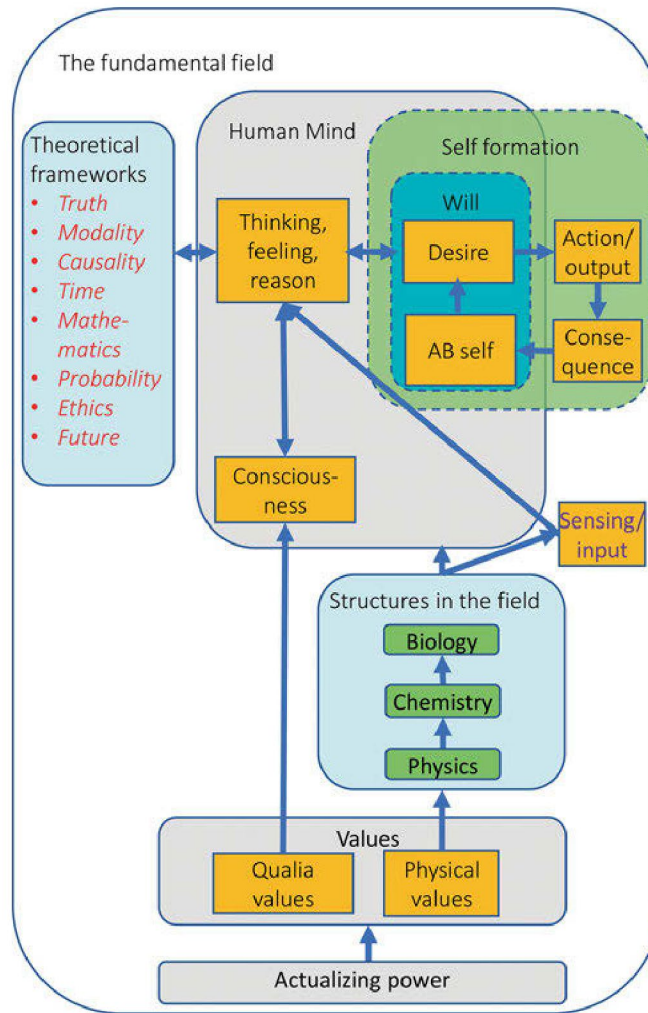 The fundamental field
Theoretical
frameworks
• Truth
• Modality
• Causality
• Time
• Mathe-
matics
• Probability
• Ethics
• Future
Human Mind
Thinking,
feeling,
reason
Conscious-
ness
Self formation
Will
Desire
AB self
Action/
output
Conse-
quence
Sensing/
input
Structures in the field
Biology
Chemistry
Physics
Values
Qualia
values
Physical
values
Actualizing power